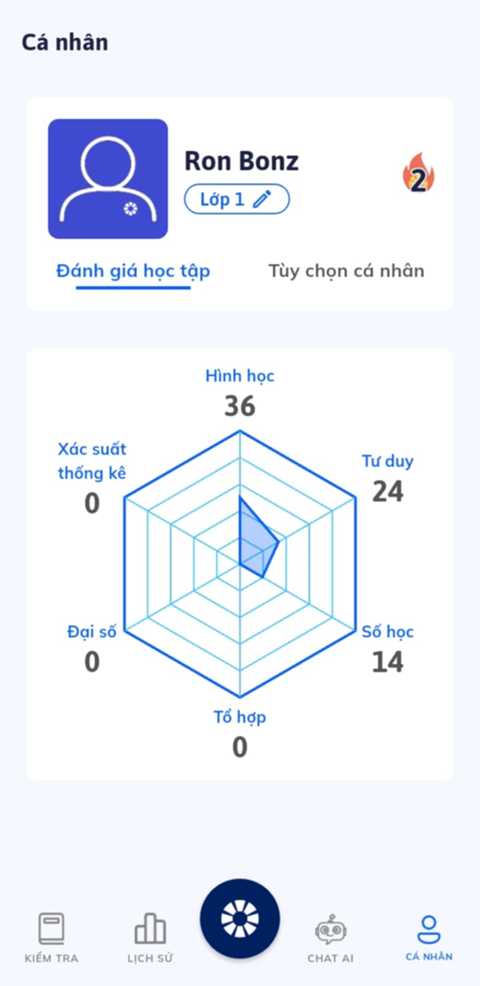 Cá nhân
Ron Bonz
Lớp 1
2
Đánh giá học tập
Tùy chọn cá nhân
Hình học
36
Xác suất
thống kê
0
Tư duy
24
Đại số
0
Số học
14
Tổ hợp
0
KIỂM TRA
LỊCH SỬ
CHAT AI
CÁ NHÂN